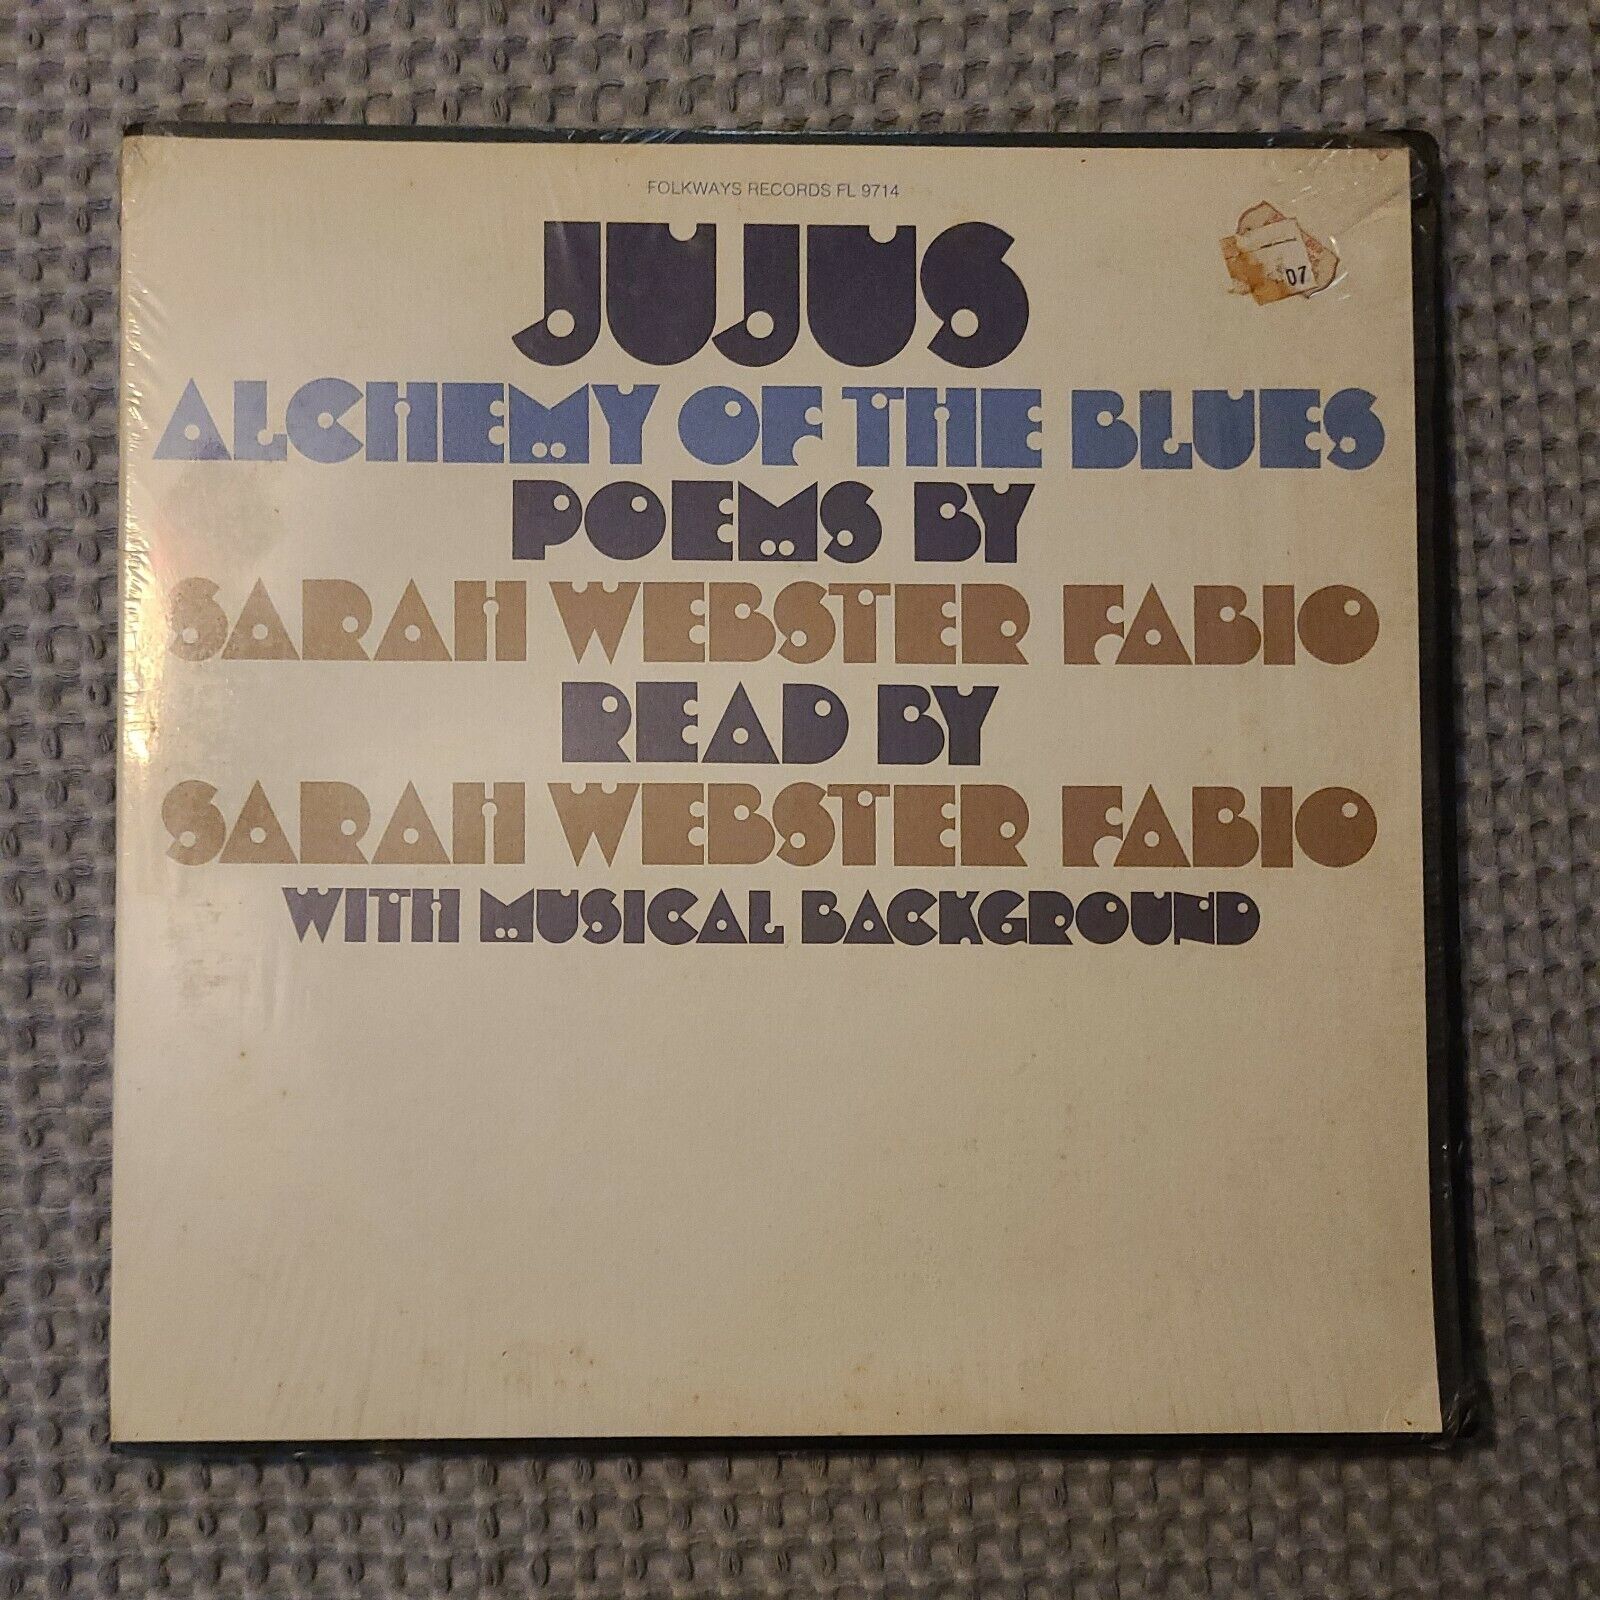 FOLKWAYS RECORDS FL 9714
JUJUS
ALCHEMY OF THE BLUES
POEMS BY
SARAH WEBSTER FABIO
READ BY
SARAH WEBSTER FABIO
WITH MUSICAL BACKGROUND
07